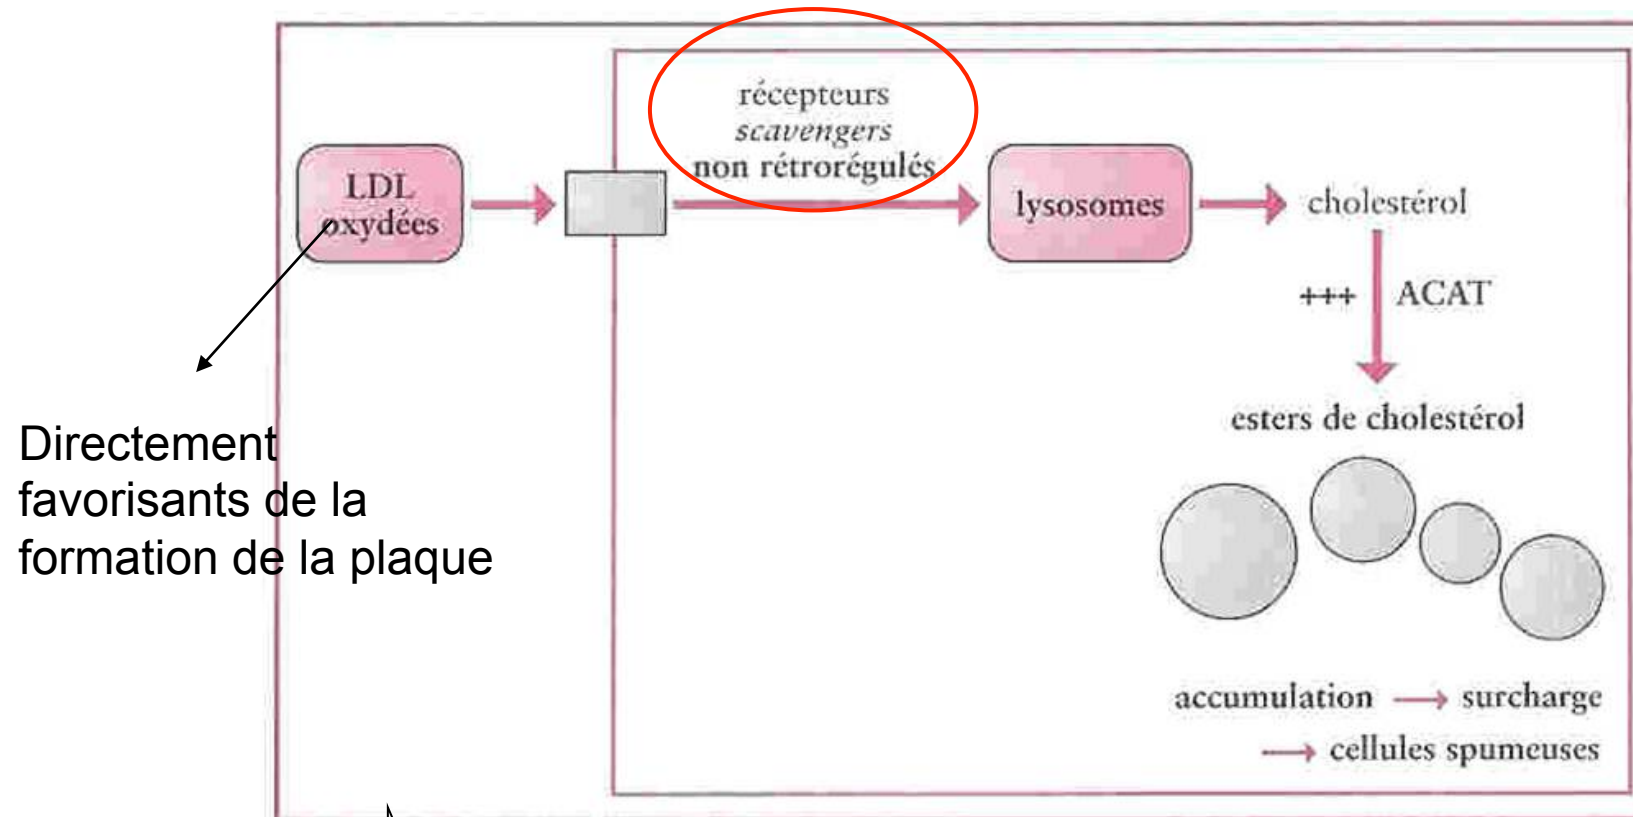 récepteurs
scavengers
non rétrorégulés
LDL
oxydées
lysosomes
cholestérol
+++ ACAT
esters de cholestérol
Directement
favorisants de la
formation de la plaque
accumulation → surcharge
→ cellules spumeuses